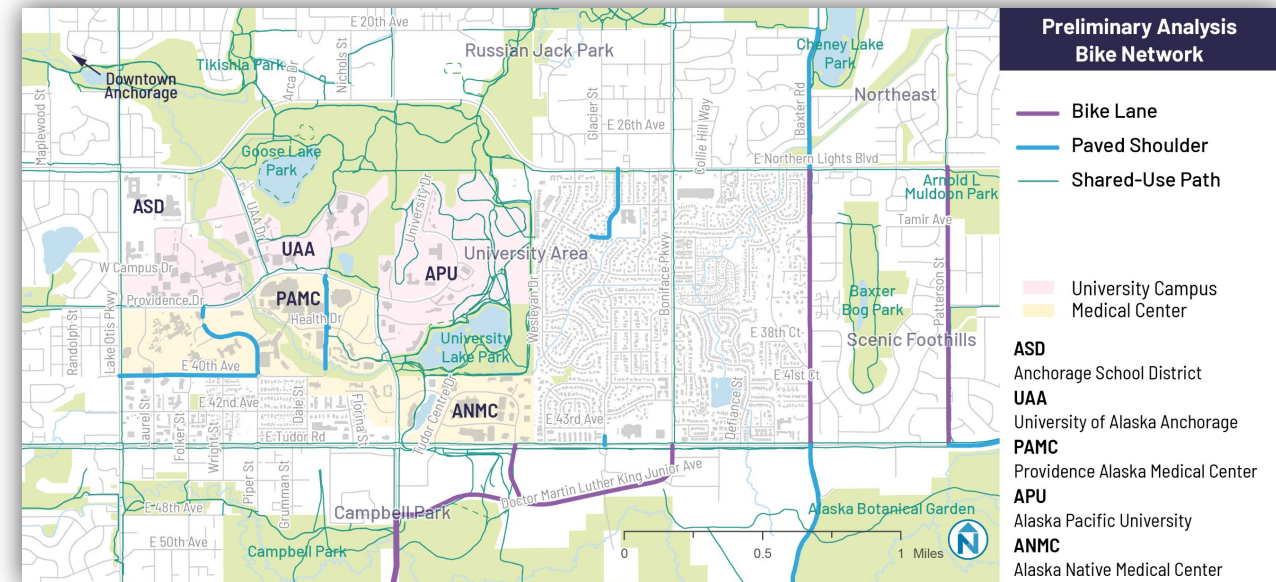 Preliminary Analysis
Bike Network
Bike Lane
Paved Shoulder
Shared-Use Path
University Campus
Medical Center
ASD
Anchorage School District
UAA
University of Alaska Anchorage
PAMC
Providence Alaska Medical Center
APU
Alaska Pacific University
ANMC
Alaska Native Medical Center
E 20th Ave
Russian Jack Park
Cheney Lake
Park
Tikishla Park
Nichols St
Arca Dr
Downtown
Anchorage
Maplewood St
Glacier St
E 26th Ave
Collie Hill Way
Baxter Rd
Northeast
Goose Lake
Park
E Northern Lights Blvd
Arnold L
Muldoon Park
Tamir Ave
ASD
UAA Dr
University Dr
UAA
University Area
APU
W Campus Dr
Providence Dr
PAMC
Health Dr
Wesleyan Dr
Boniface Pkwy
Baxter
Bog Park
Patterson St
Randolph St
Lake Otis Pkwy
University
Lake Park
E 38th Ct
Scenic Foothills
E 40th Ave
E 41st Ct
E 42nd Ave
Dale St
Florina St
Tudor Centre Dr
ANMC
E 43rd Ave
Defiance St
Laurel St
Folker St
Wright St
E Tudor Rd
Piper St
Grumman St
Doctor Martin Luther King Junior Ave
E 48th Ave
Campbell Park
Alaska Botanical Garden
E 50th Ave
Campbell Park
0
0.5
1 Miles
N